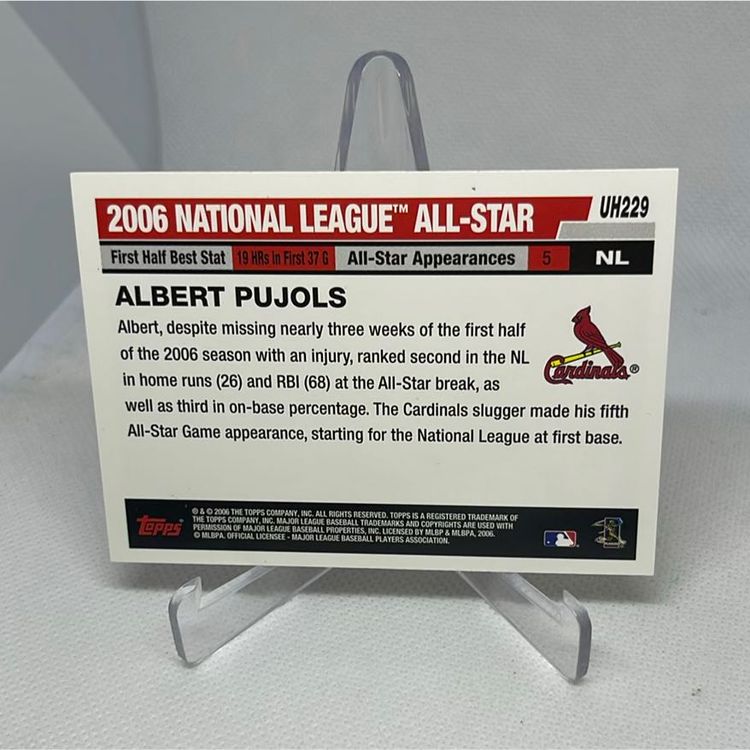 2006 NATIONAL LEAGUE™ ALL-STAR
UH229
First Half Best Stat 19 HRs in First 37 G All-Star Appearances 5 NL
ALBERT PUJOLS
Albert, despite missing nearly three weeks of the first half
of the 2006 season with an injury, ranked second in the NL
in home runs (26) and RBI (68) at the All-Star break, as
well as third in on-base percentage. The Cardinals slugger made his fifth
All-Star Game appearance, starting for the National League at first base.
Cardinals®
topps
® & © 2006 THE TOPPS COMPANY, INC. ALL RIGHTS RESERVED. TOPPS IS A REGISTERED TRADEMARK OF
THE TOPPS COMPANY, INC. MAJOR LEAGUE BASEBALL TRADEMARKS AND COPYRIGHTS ARE USED WITH
PERMISSION OF MAJOR LEAGUE BASEBALL PROPERTIES, INC. LICENSED BY MLBP & MLBPA, 2006.
© MLBPA. OFFICIAL LICENSEE - MAJOR LEAGUE BASEBALL PLAYERS ASSOCIATION.